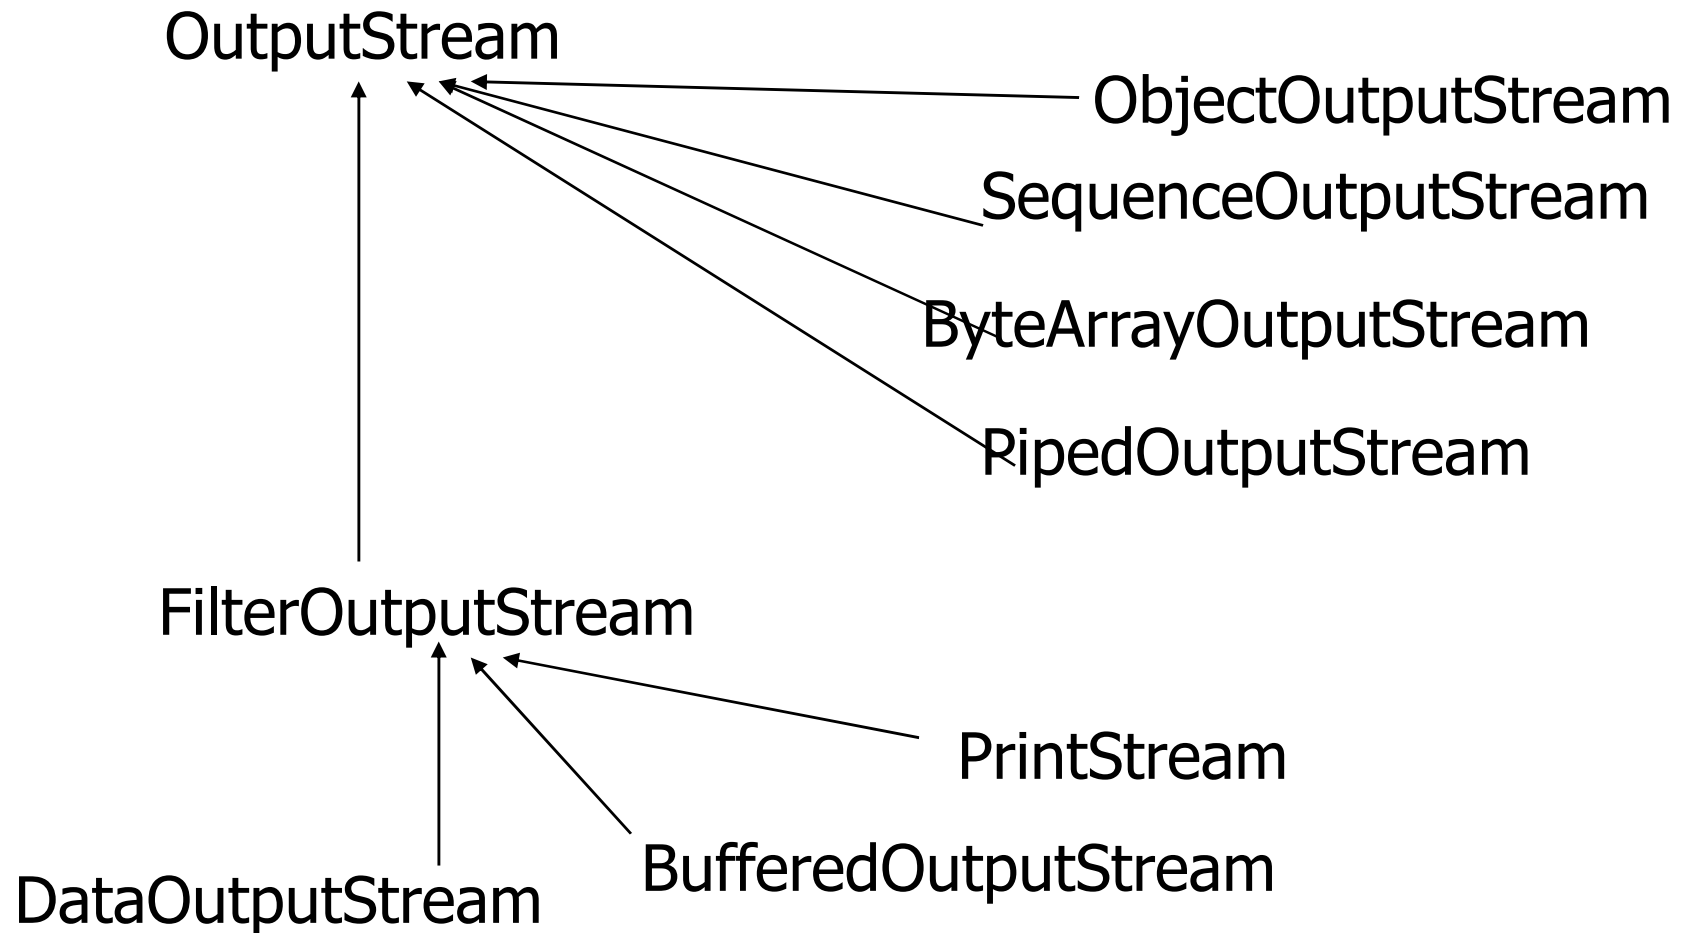 OutputStream
ObjectOutputStream
SequenceOutputStream
ByteArrayOutputStream
PipedOutputStream
FilterOutputStream
PrintStream
BufferedOutputStream
DataOutputStream